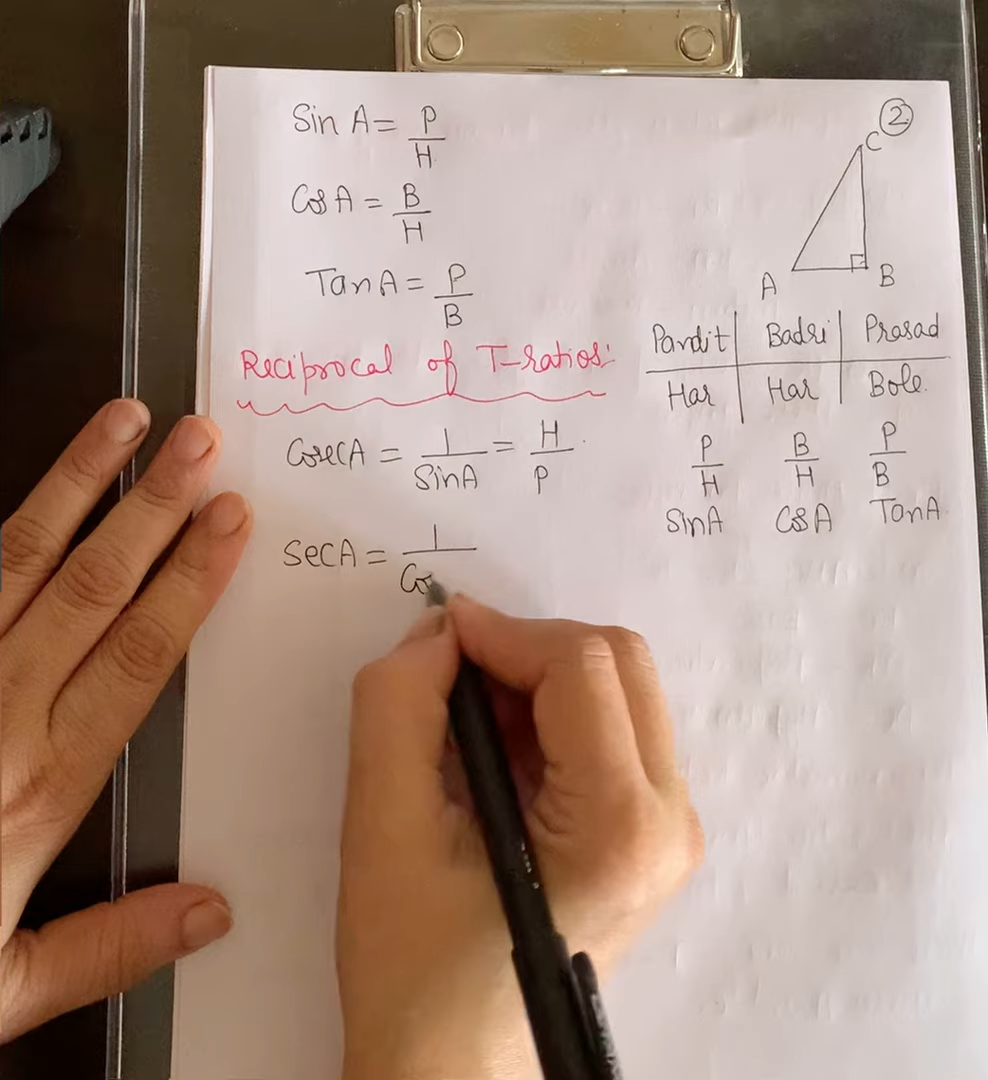 Sin A = P/H
Cos A = B/H
Tan A = P/B
Reciprocal of T-ratios:
CosecA = 1/SinA = H/P
SecA = 1/Co
②
C
A B
Pandit | Badri | Prasad
Har | Har | Bole.
P/H B/H P/B
SinA CosA TanA